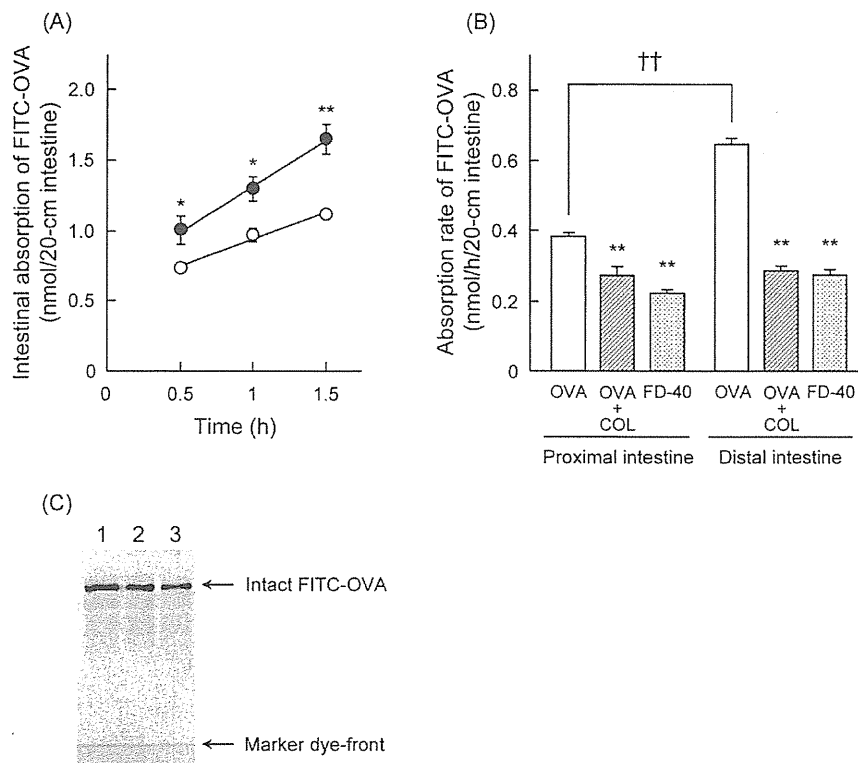 (A)
Intestinal absorption of FITC-OVA
(nmol/20-cm intestine)
2.0
1.5
1.0
0.5
0
*
*
**
0
0.5
1
1.5
Time (h)
(B)
Absorption rate of FITC-OVA
(nmol/h/20-cm intestine)
0.8
0.6
0.4
0.2
0
††
**
**
**
**
OVA
OVA
+
COL
FD-40
OVA
OVA
+
COL
FD-40
Proximal intestine
Distal intestine
(C)
1 2 3
Intact FITC-OVA
Marker dye-front